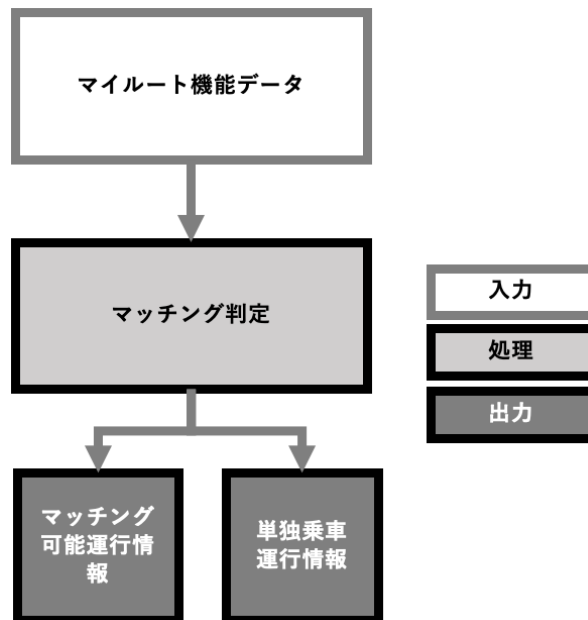 マイルート機能データ
マッチング判定
入力
処理
出力
マッチング
可能運行情
報
単独乗車
運行情報